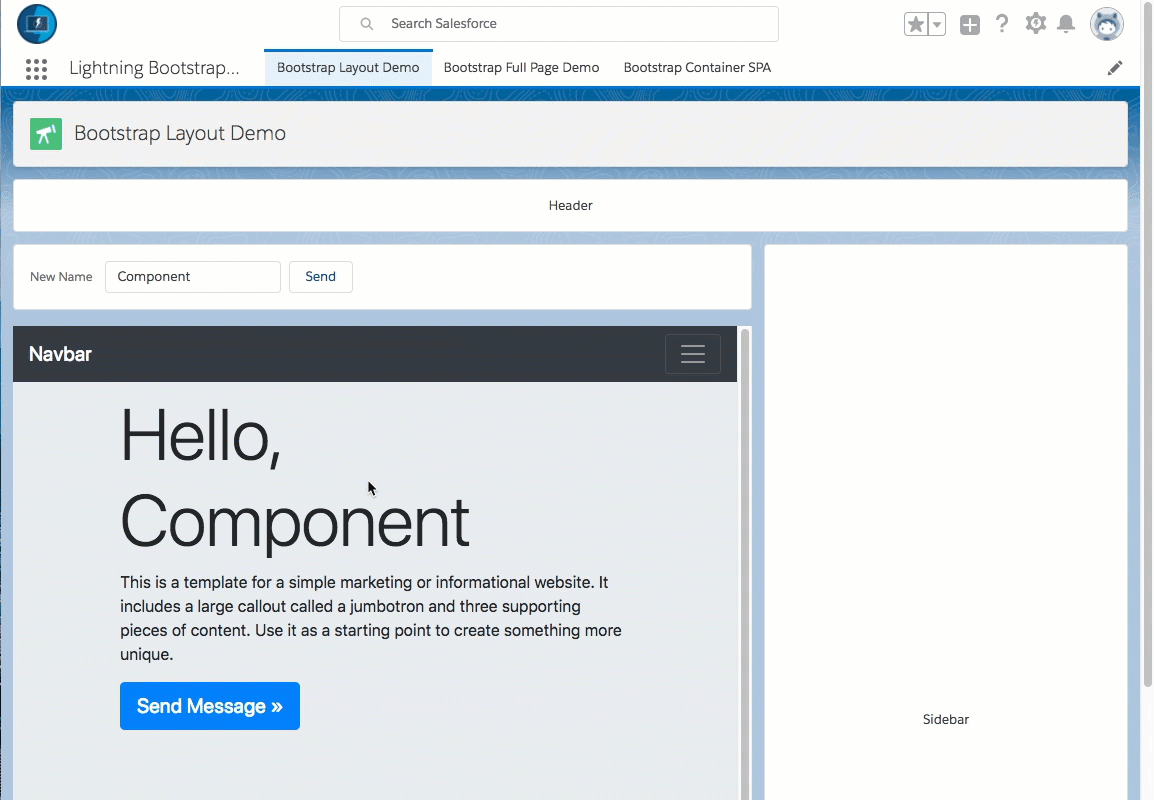 Search Salesforce
Lightning Bootstrap... Bootstrap Layout Demo Bootstrap Full Page Demo Bootstrap Container SPA
Bootstrap Layout Demo
Header
New Name Component Send
Navbar
Hello,
Component
This is a template for a simple marketing or informational website. It
includes a large callout called a jumbotron and three supporting
pieces of content. Use it as a starting point to create something more
unique.
Send Message »
Sidebar